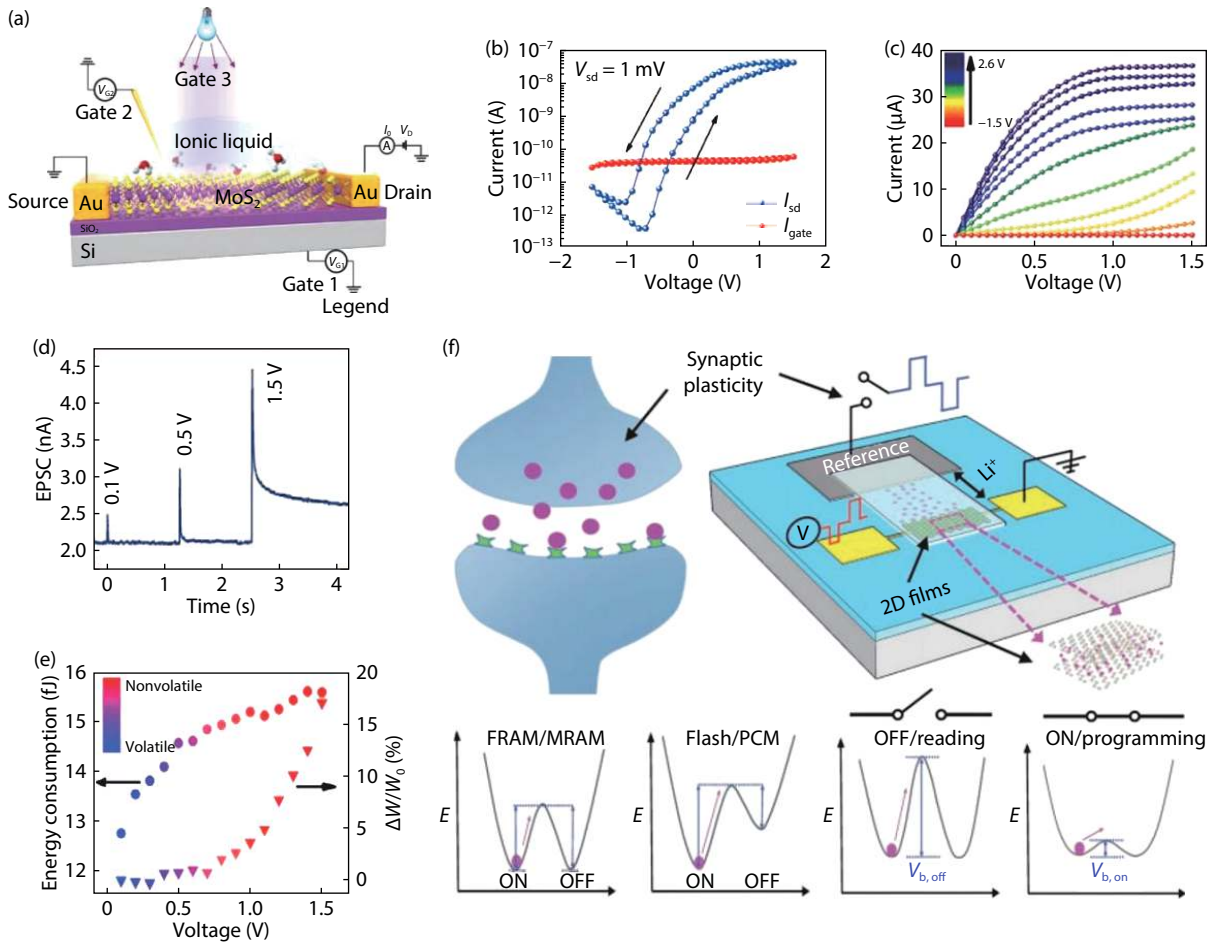 (a)
Gate 3
V_G2
Gate 2
Ionic liquid
I_D V_D
A
Source
Au
MoS₂
Au
Drain
SiO₂
Si
V_G1
Gate 1
Legend
(b)
10⁻⁷
10⁻⁸
10⁻⁹
10⁻¹⁰
10⁻¹¹
10⁻¹²
10⁻¹³
Current (A)
V_sd = 1 mV
I_sd
I_gate
−2 −1 0 1 2
Voltage (V)
(c)
40
30
20
10
0
Current (μA)
2.6 V
−1.5 V
0 0.5 1.0 1.5
Voltage (V)
(d)
4.5
4.0
3.5
3.0
2.5
2.0
EPSC (nA)
0.1 V
0.5 V
1.5 V
0 1 2 3 4
Time (s)
(e)
16
15
14
13
12
Energy consumption (fJ)
Nonvolatile
Volatile
20
15
10
5
0
ΔW/W₀ (%)
0 0.5 1.0 1.5
Voltage (V)
(f)
Synaptic
plasticity
Reference
Li⁺
V
2D films
FRAM/MRAM
E
ON OFF
Flash/PCM
E
ON OFF
OFF/reading
E
V_b, off
ON/programming
E
V_b, on